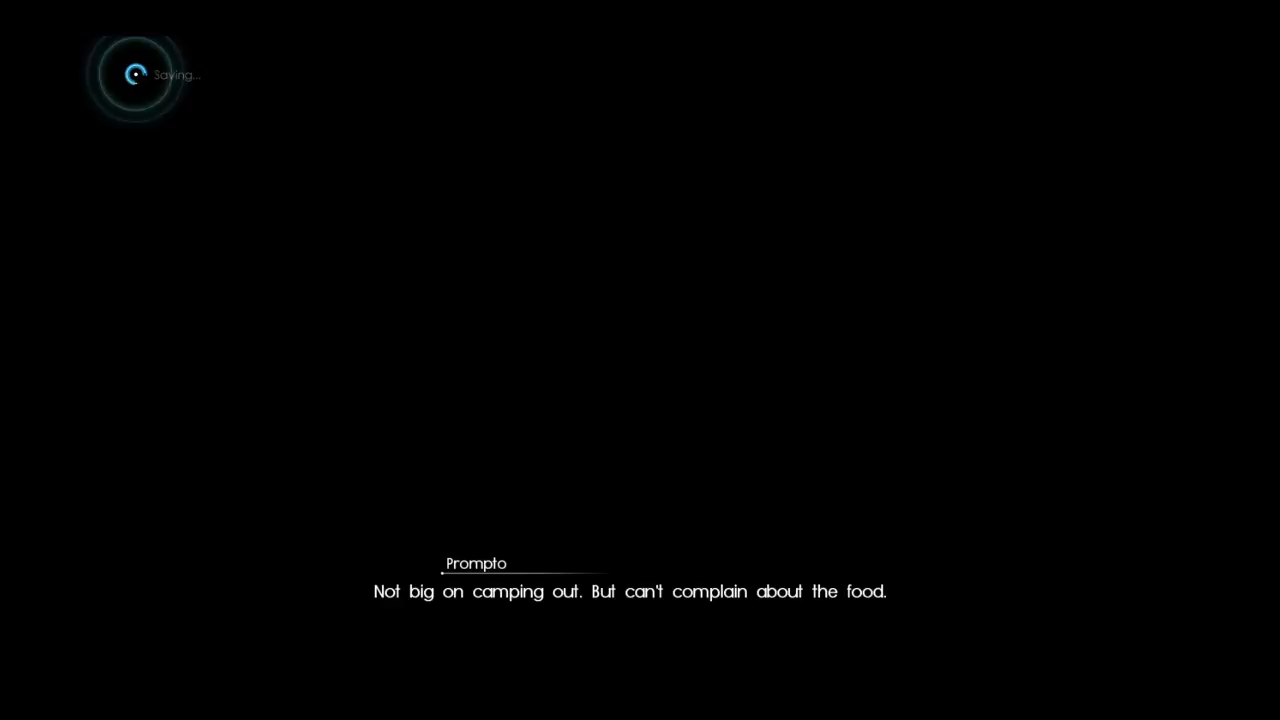 Saving...
Prompto
Not big on camping out. But can't complain about the food.